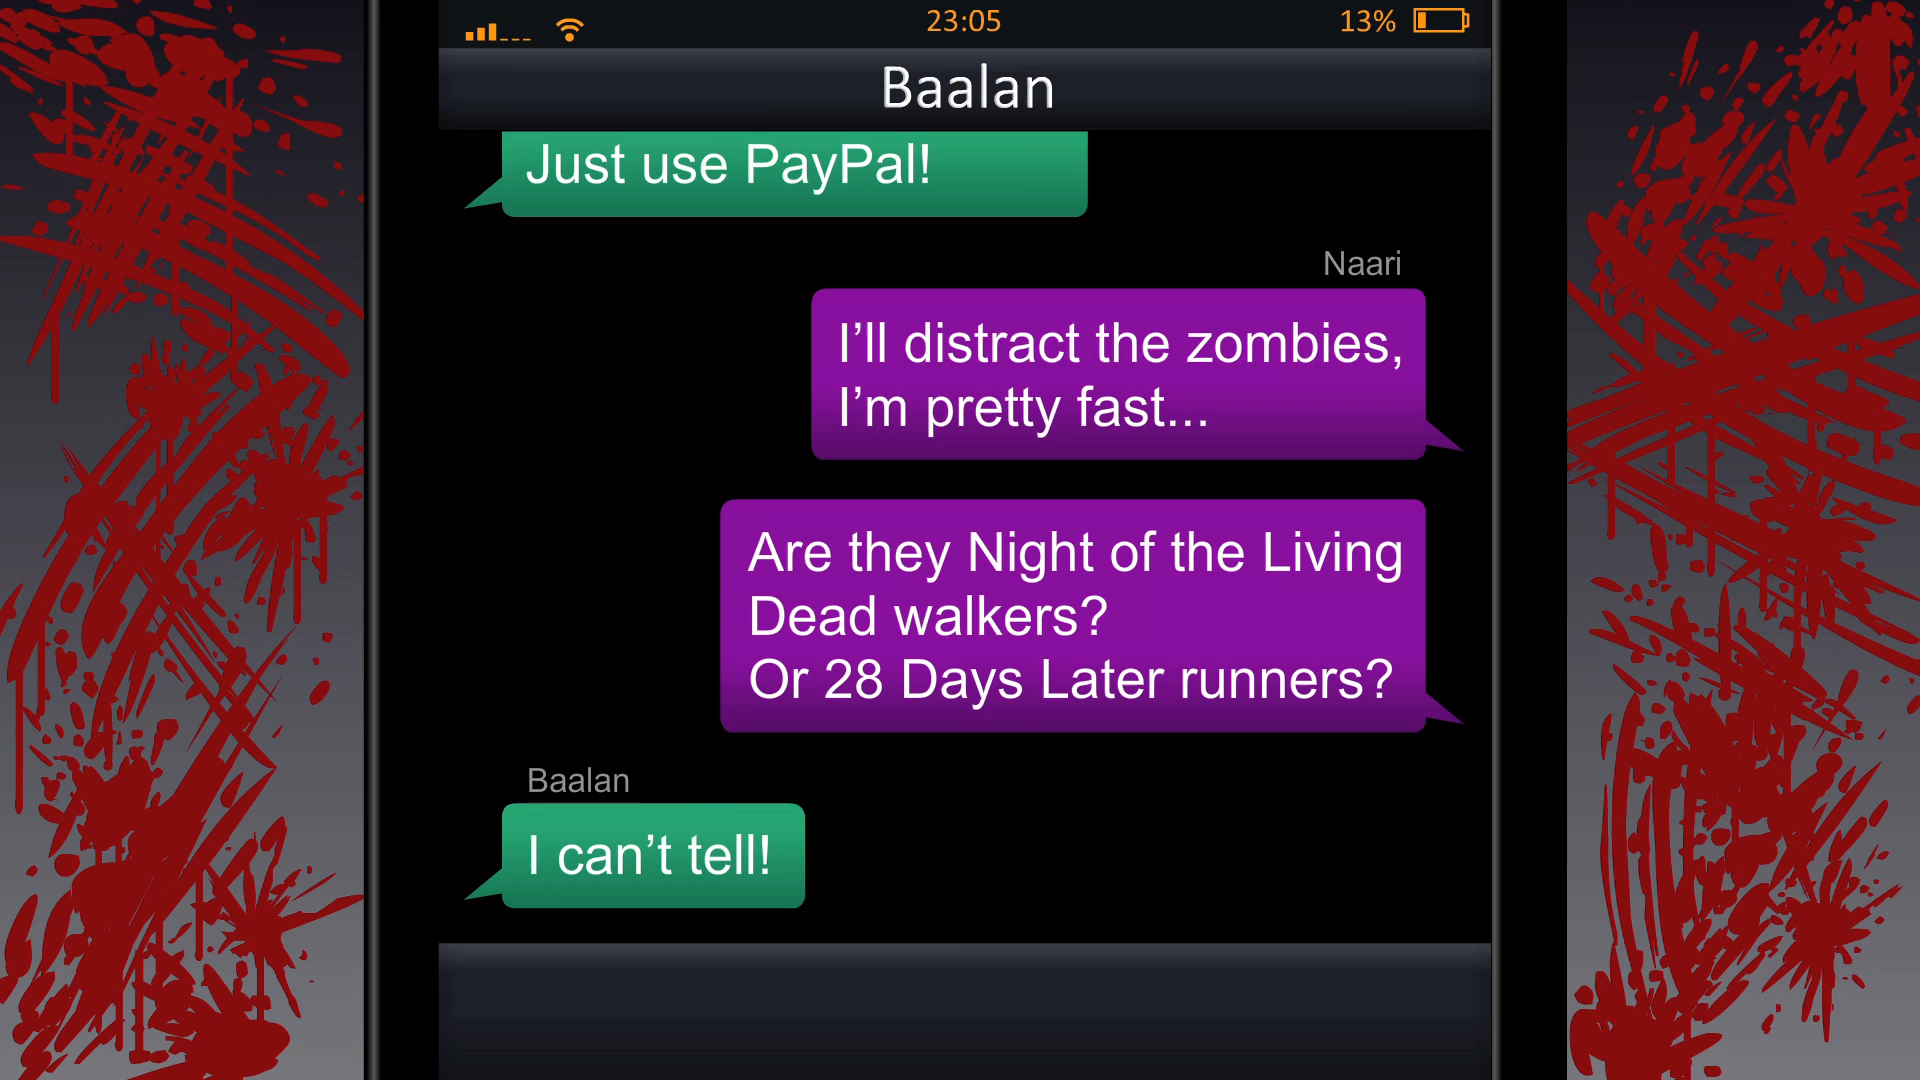 23:05
13%
Baalan
Just use PayPal!
Naari
I’ll distract the zombies,
I’m pretty fast...
Are they Night of the Living
Dead walkers?
Or 28 Days Later runners?
Baalan
I can’t tell!